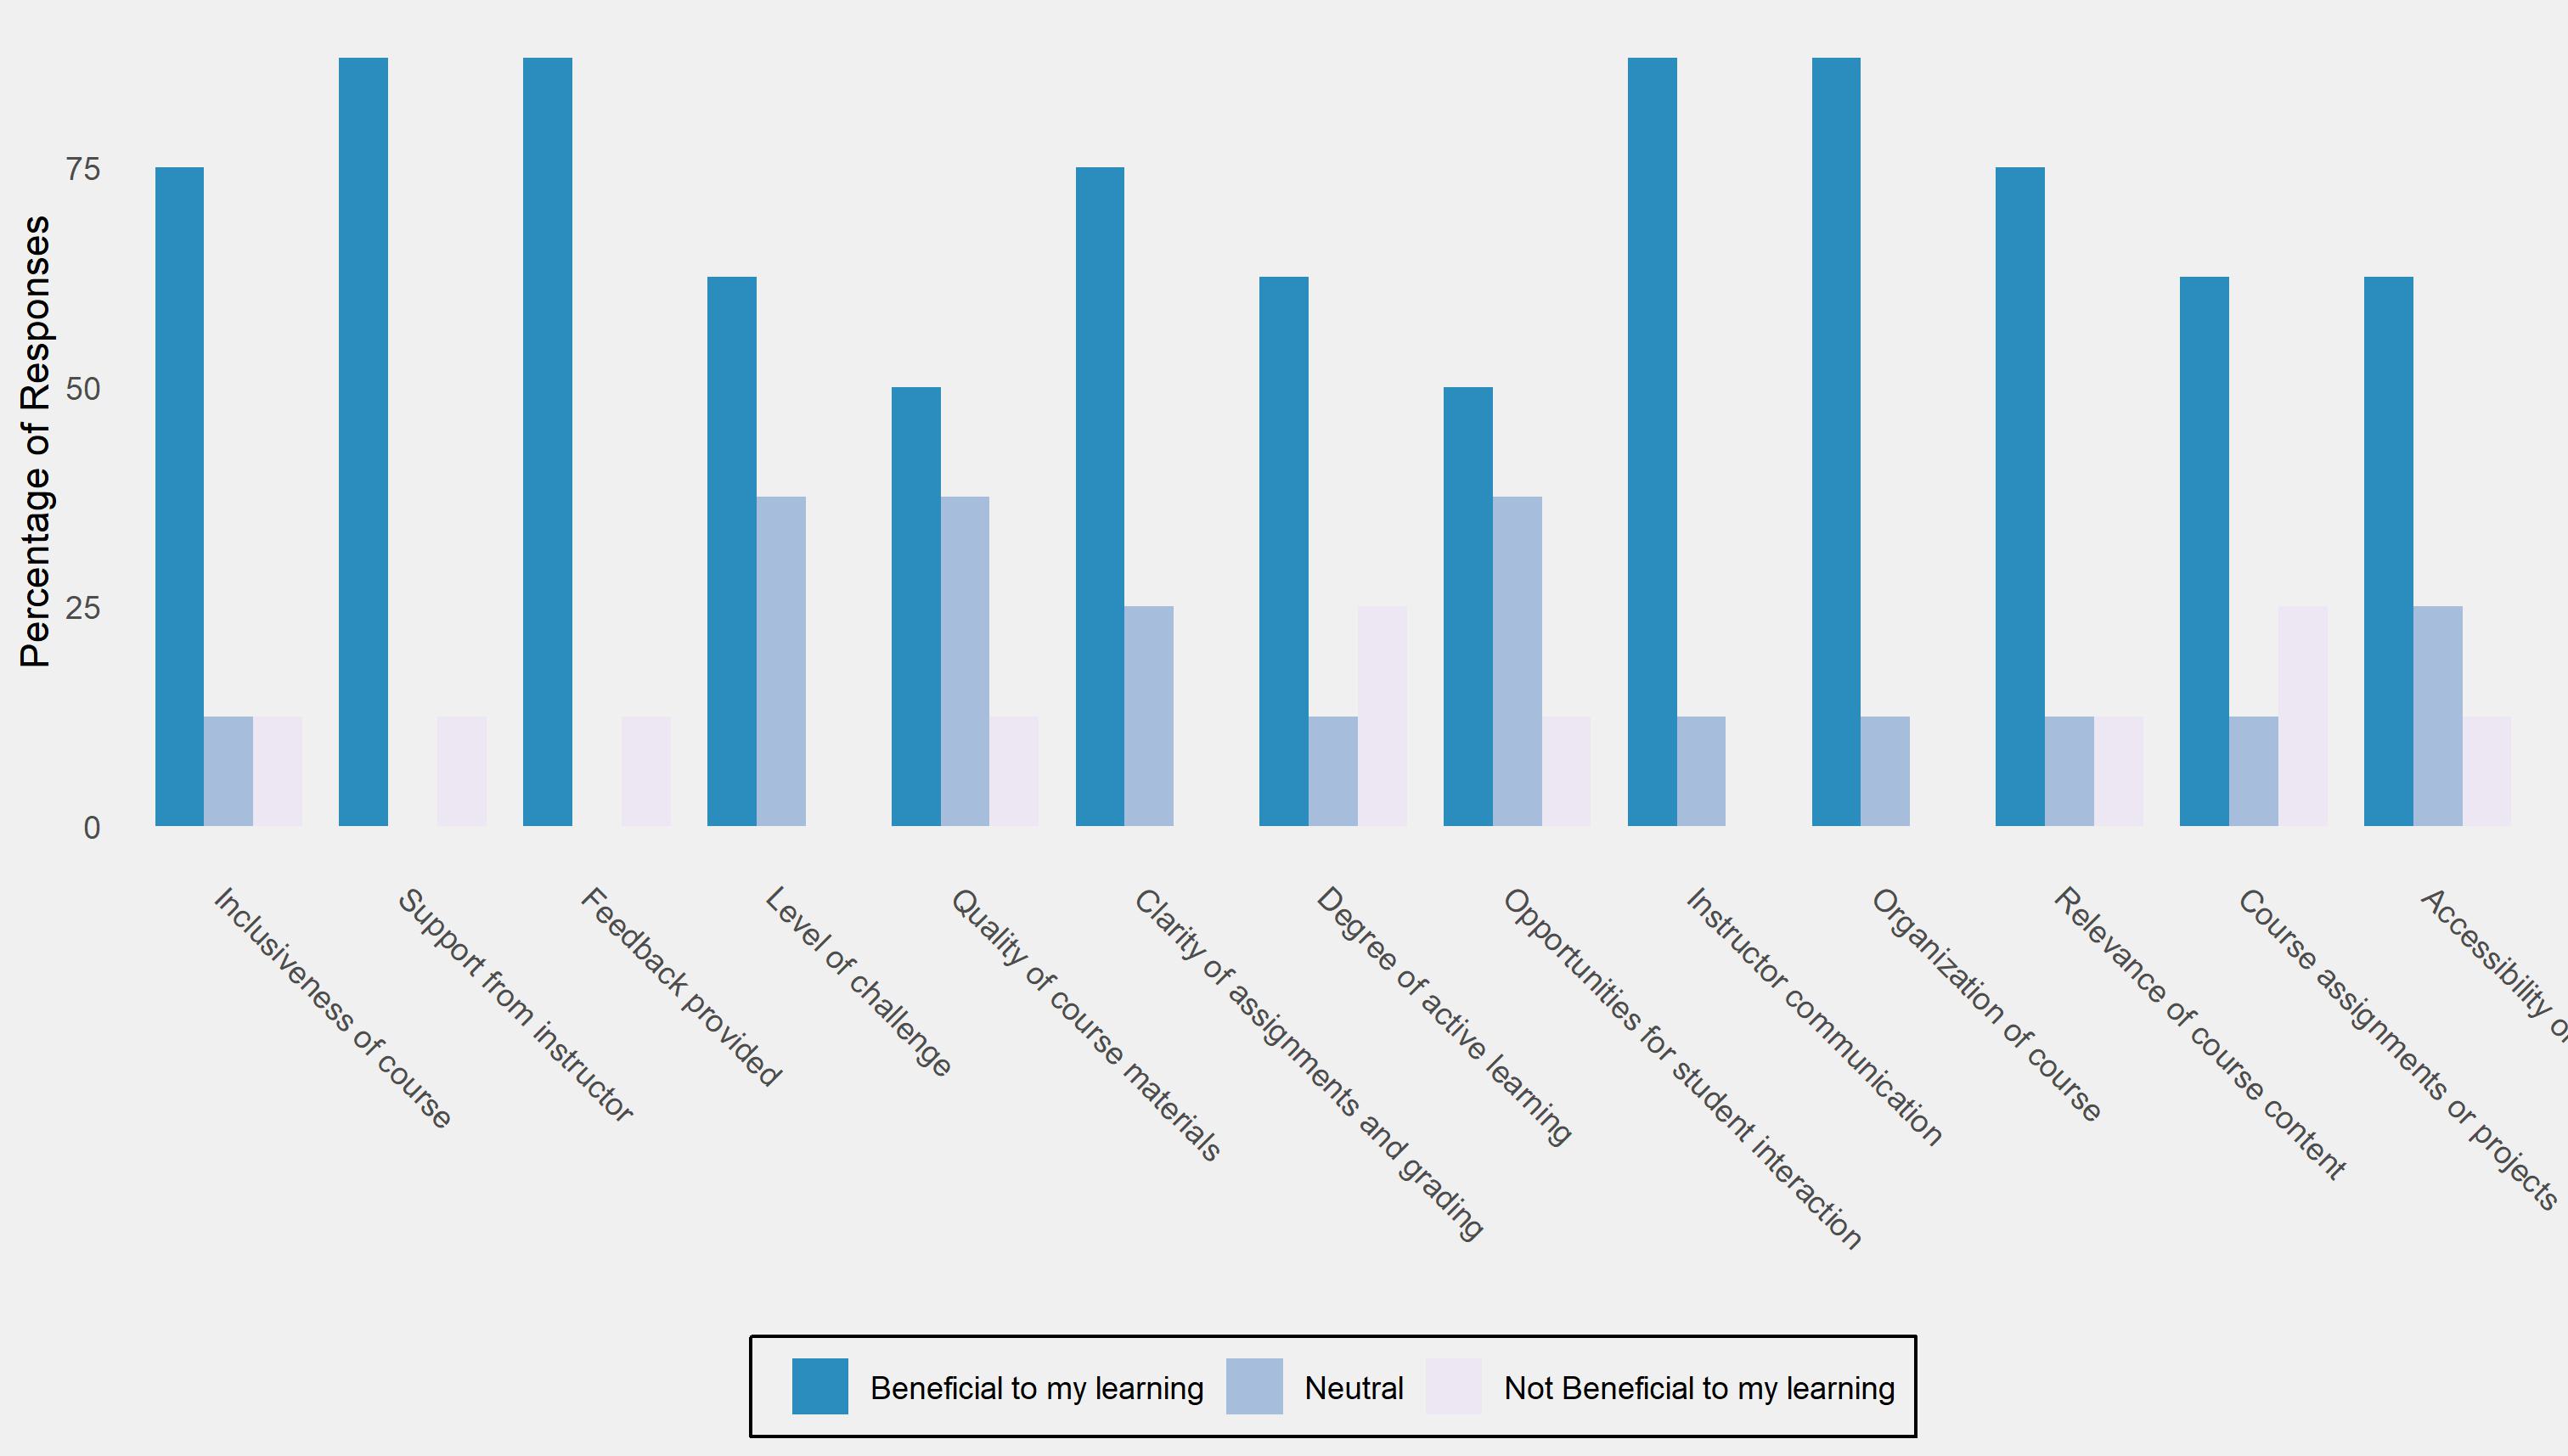 Percentage of Responses
75
50
25
0
Inclusiveness of course
Support from instructor
Feedback provided
Level of challenge
Quality of course materials
Clarity of assignments and grading
Degree of active learning
Opportunities for student interaction
Instructor communication
Organization of course
Relevance of course content
Course assignments or projects
Accessibility
Beneficial to my learning
Neutral
Not Beneficial to my learning